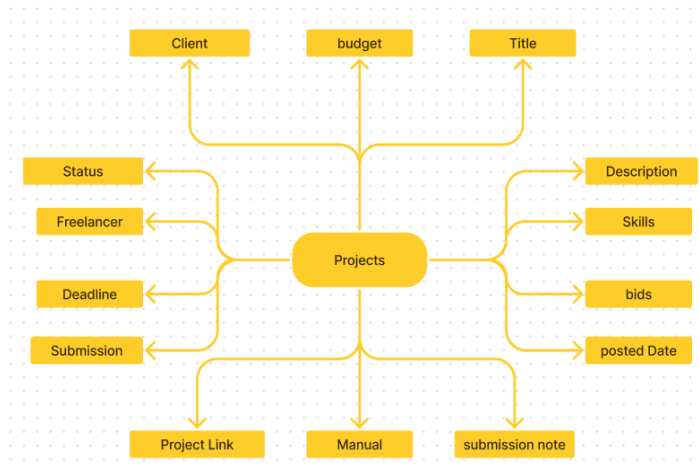 Client
budget
Title
Status
Description
Freelancer
Skills
Projects
Deadline
bids
Submission
posted Date
Project Link
Manual
submission note